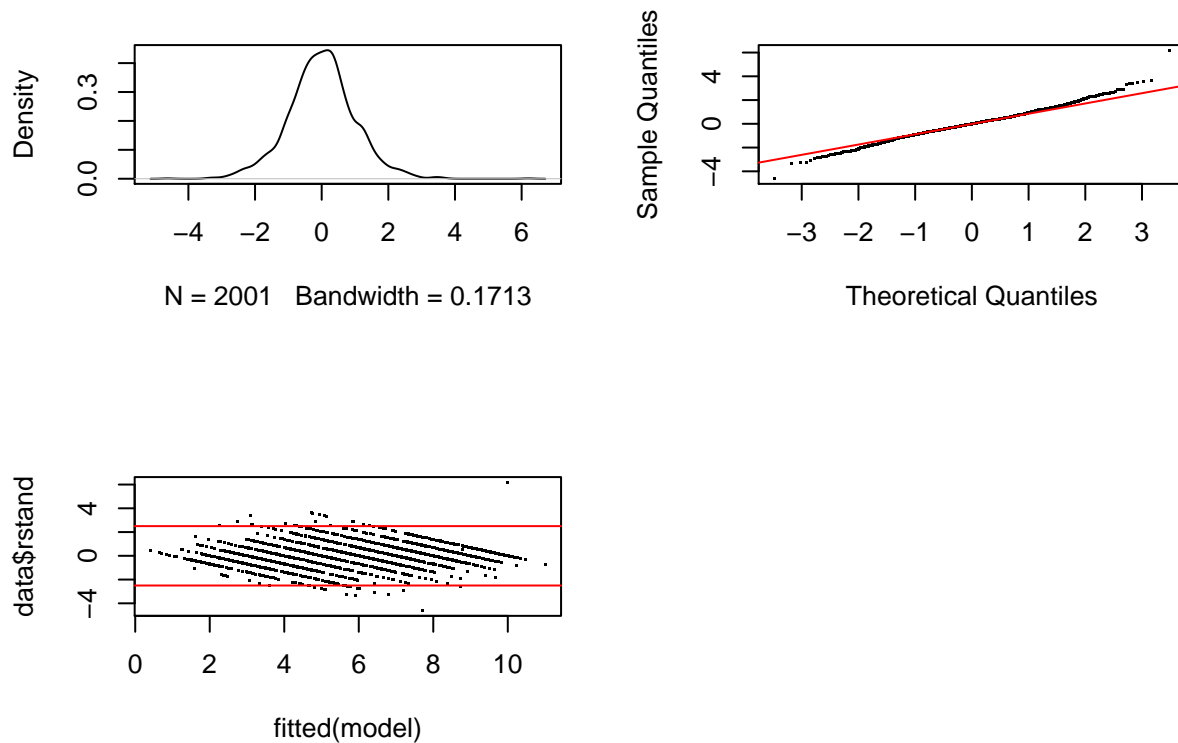 Density
0.0 0.3
−4 −2 0 2 4 6
N = 2001 Bandwidth = 0.1713
Sample Quantiles
−4 0 4
−3 −2 −1 0 1 2 3
Theoretical Quantiles
data$rstand
−4 0 4
0 2 4 6 8 10
fitted(model)